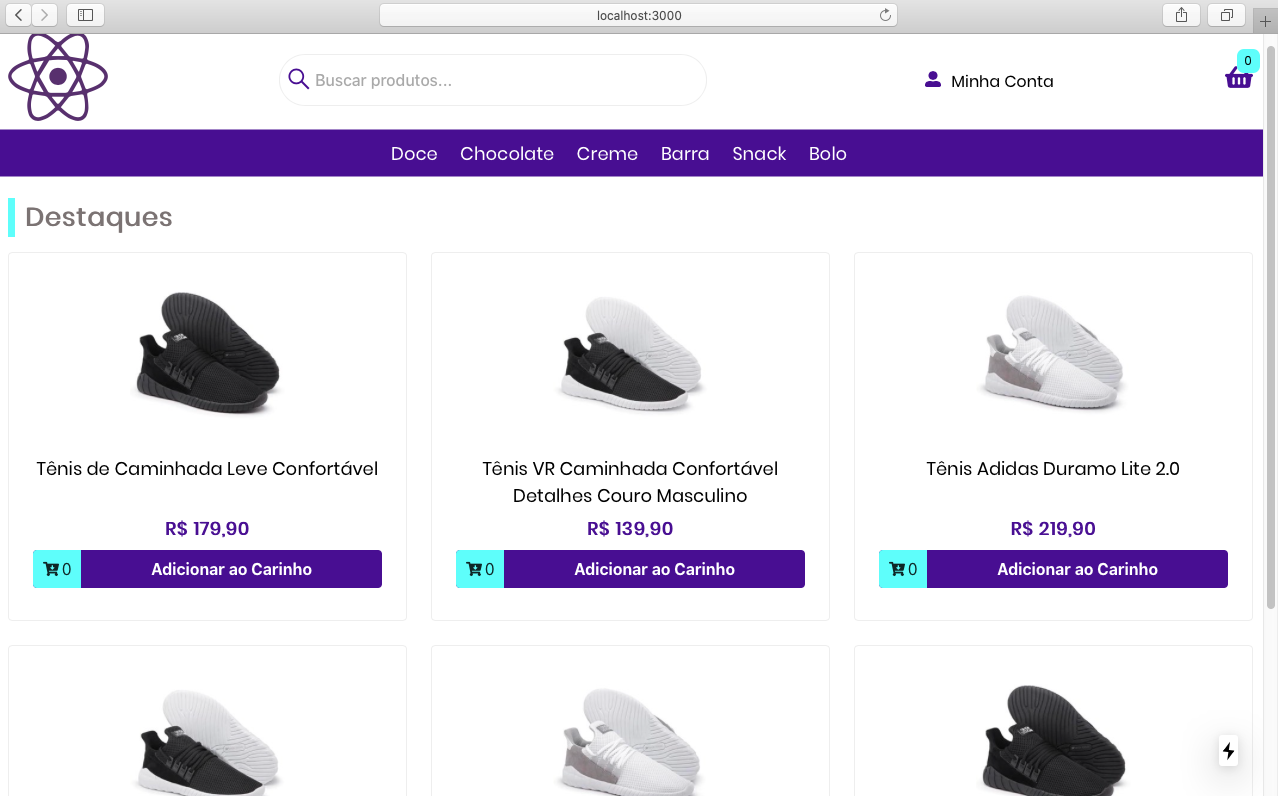 localhost:3000
Buscar produtos...
Minha Conta
0
Doce Chocolate Creme Barra Snack Bolo
Destaques
Tênis de Caminhada Leve Confortável
R$ 179,90
0 Adicionar ao Carinho
Tênis VR Caminhada Confortável
Detalhes Couro Masculino
R$ 139,90
0 Adicionar ao Carinho
Tênis Adidas Duramo Lite 2.0
R$ 219,90
0 Adicionar ao Carinho